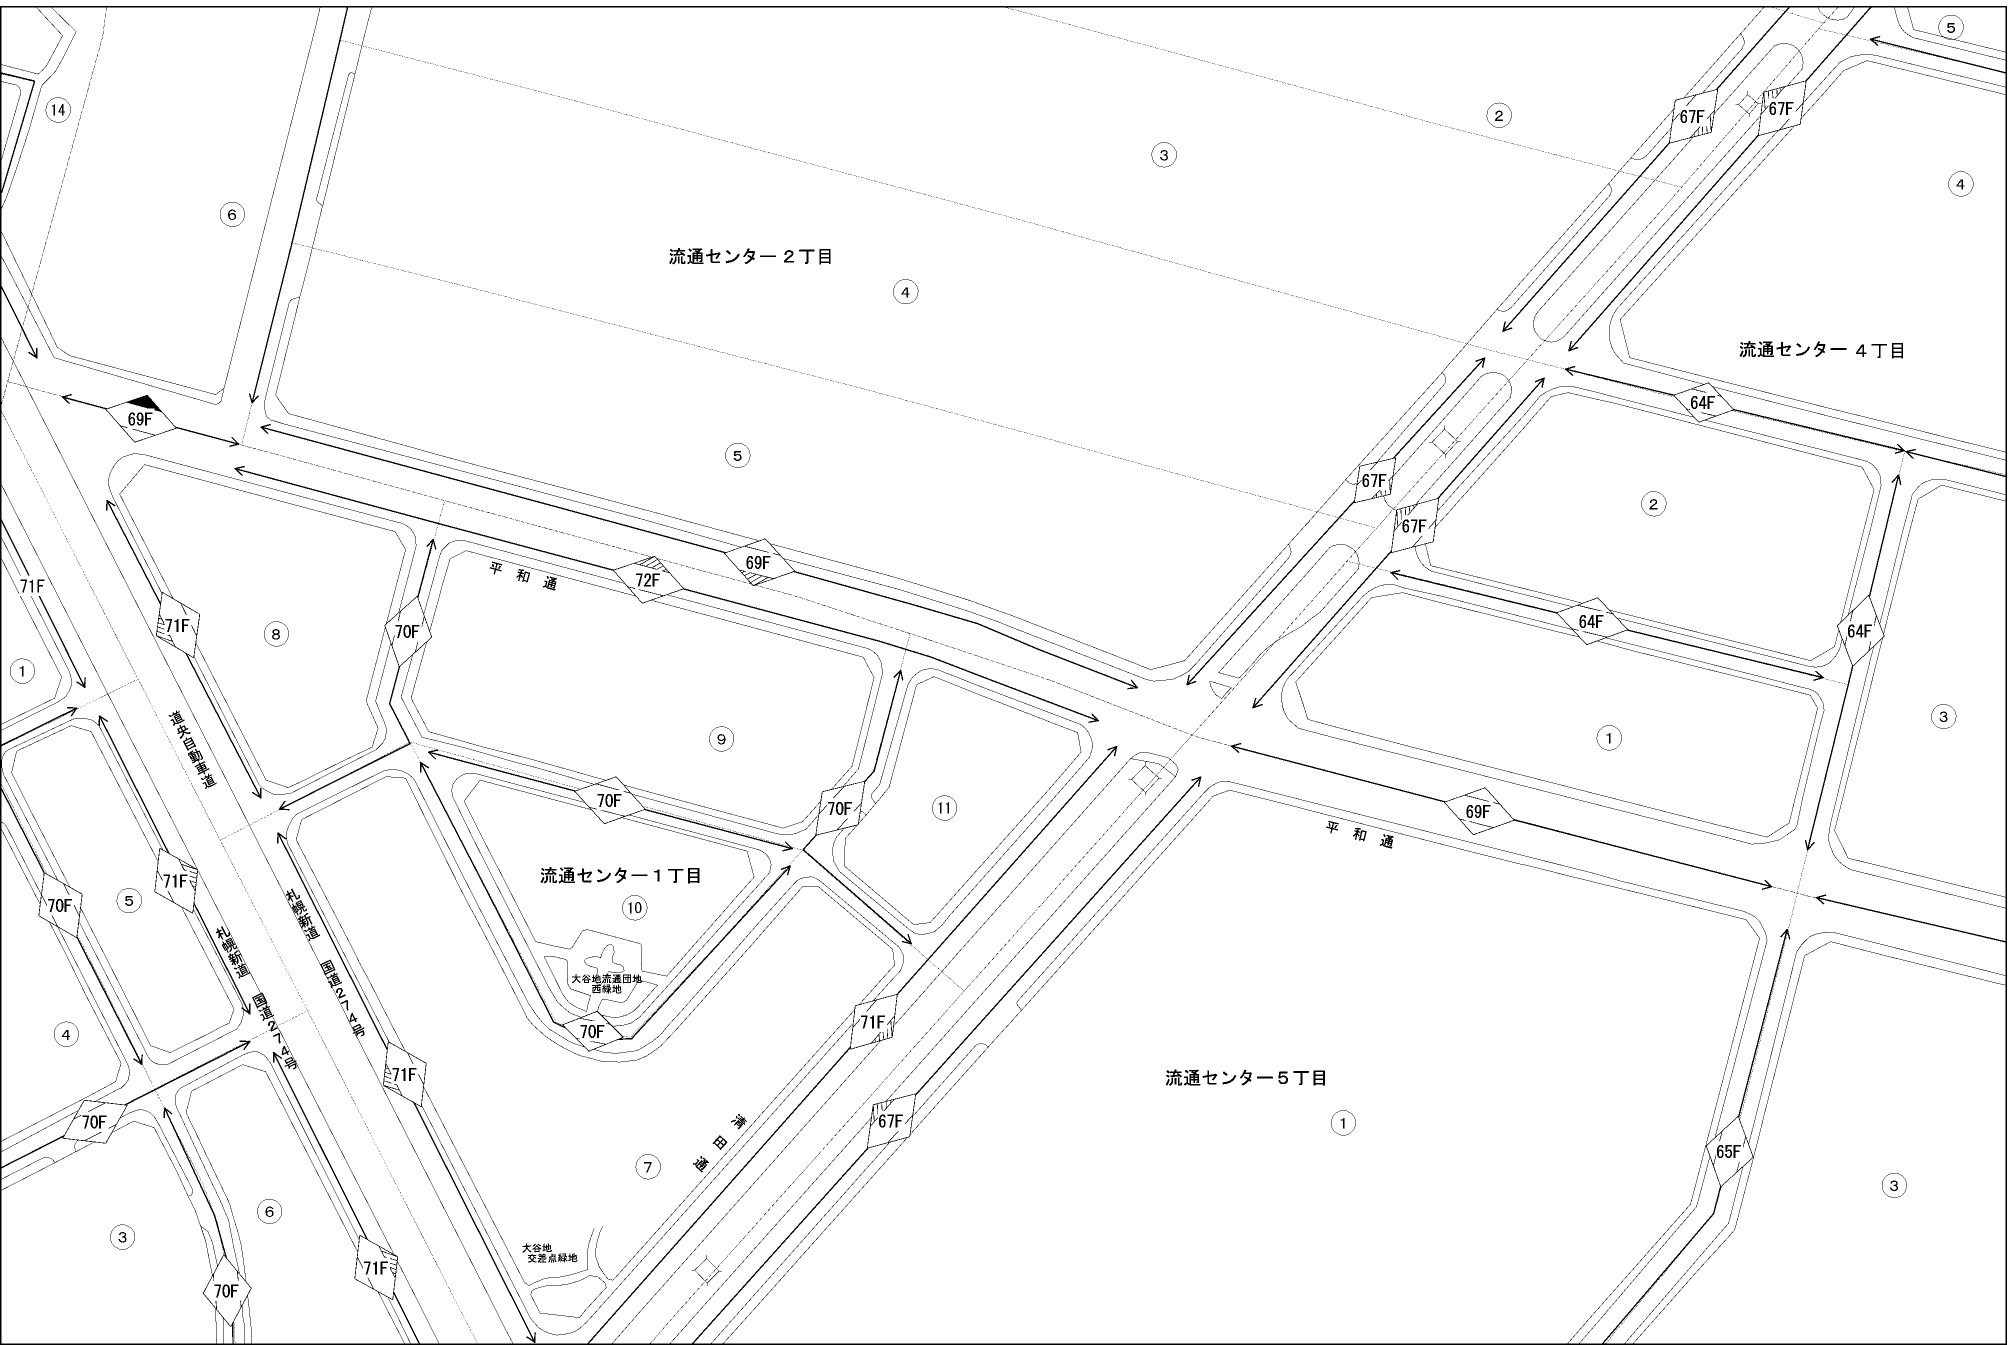 ⑤
⑭
67F
67F
②
③
④
⑥
流通センター２丁目
④
流通センター４丁目
64F
69F
⑤
67F
②
67F
平和通
72F
69F
71F
71F
⑧
70F
64F
64F
①
⑨
③
①
道央自動車道
70F
70F
⑪
69F
平和通
流通センター１丁目
⑩
71F
70F
⑤
札幌新道 国道２７４号
札幌新道 国道２７４号
大谷地流通団地
西緑地
70F
71F
④
71F
流通センター５丁目
①
70F
67F
清田通
65F
⑦
③
⑥
③
大谷地
交差点緑地
71F
70F